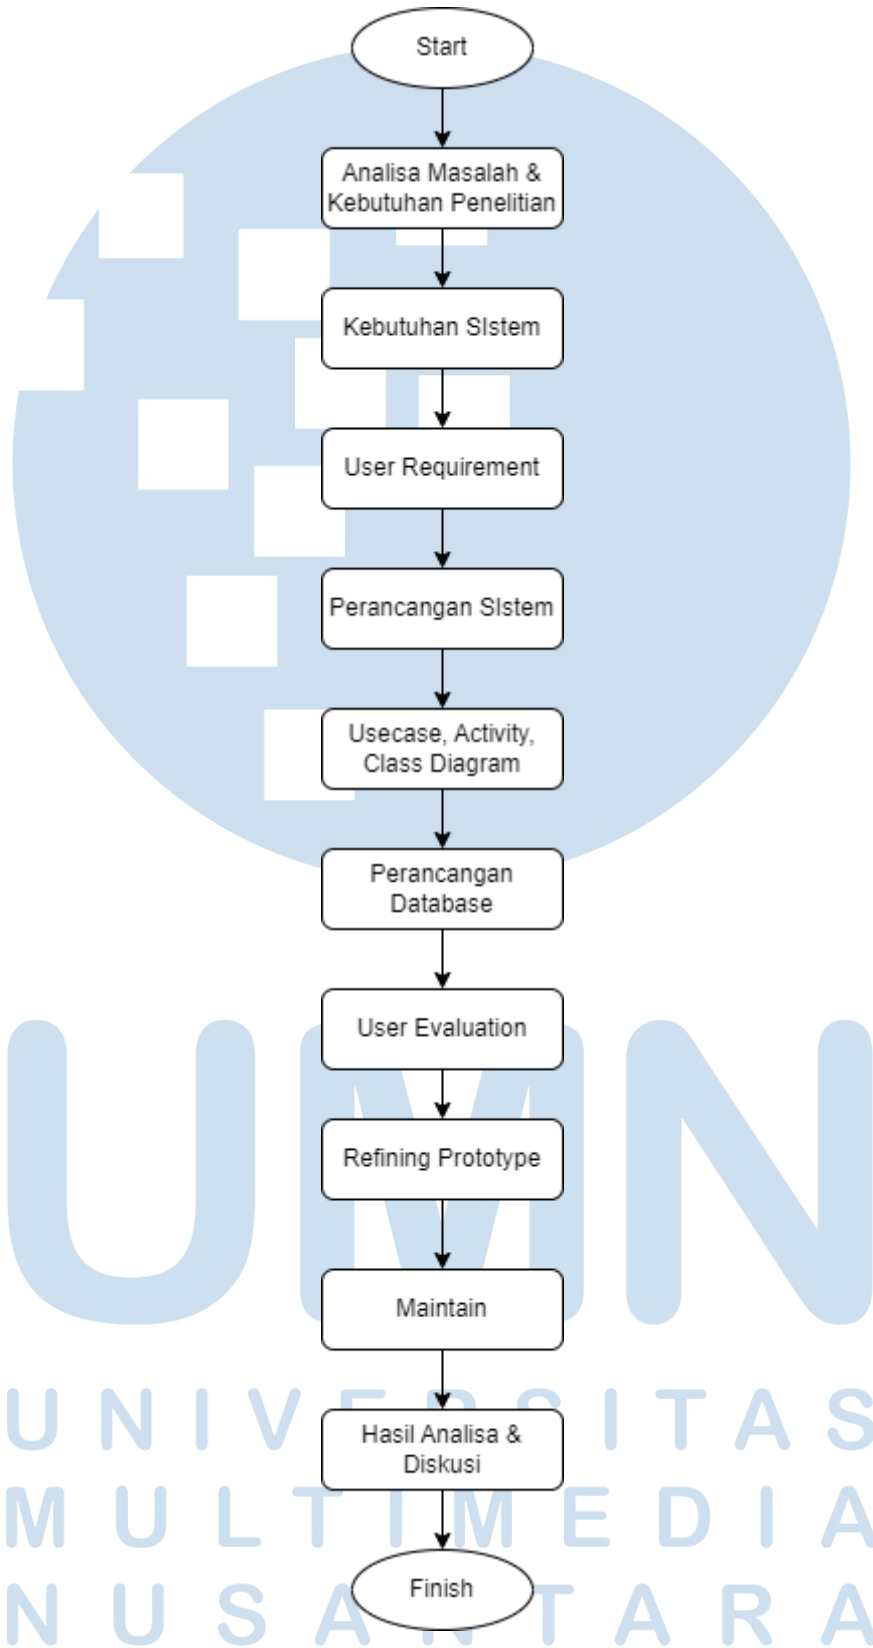 Start
Analisa Masalah &
Kebutuhan Penelitian
Kebutuhan SIstem
User Requirement
Perancangan SIstem
Usecase, Activity,
Class Diagram
Perancangan
Database
User Evaluation
UMN
Refining Prototype
Maintain
UNIVERSITAS
Hasil Analisa &
Diskusi
MULTIMEDIA
Finish
NUSANTARA